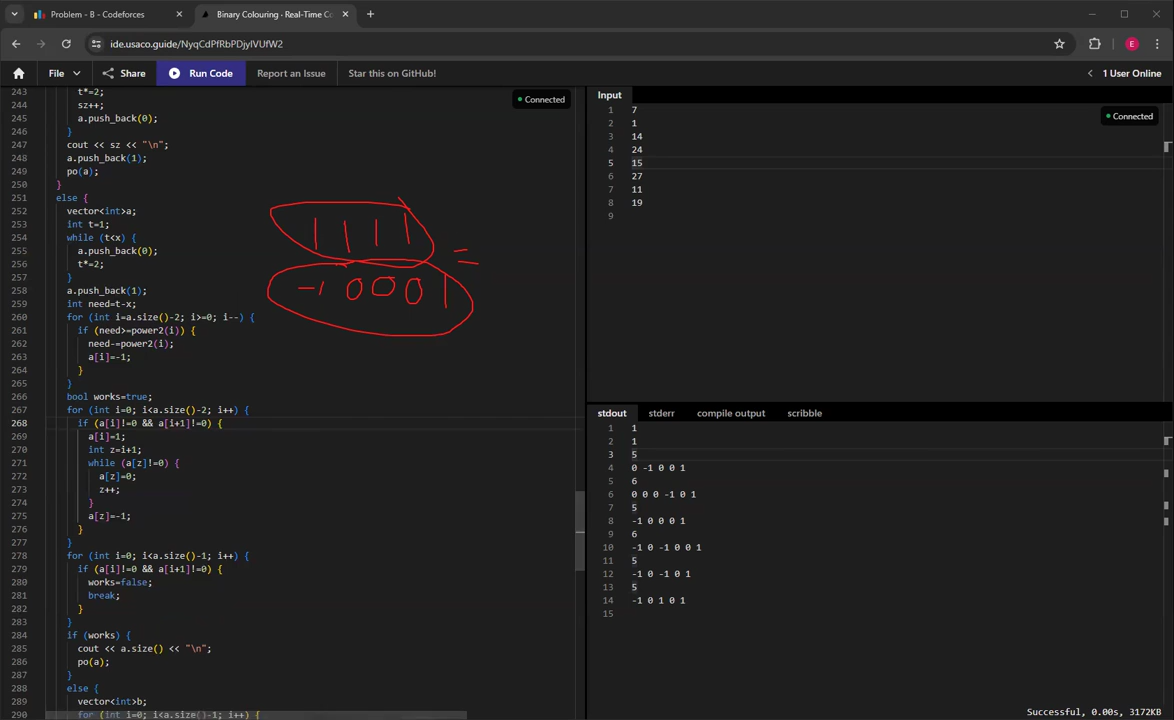 Problem - B - Codeforces
Binary Colouring · Real-Time Co
ide.usaco.guide/NyqCdPfRbPDjylVUfW2
E
File
Share
Run Code
Report an Issue
Star this on GitHub!
1 User Online
243 t*=2;
244 sz++;
245 a.push_back(0);
246 }
247 cout << sz << "\n";
248 a.push_back(1);
249 po(a);
250 }
251 else {
252 vector<int>a;
253 int t=1;
254 while (t<x) {
255 a.push_back(0);
256 t*=2;
257 }
258 a.push_back(1);
259 int need=t-x;
260 for (int i=a.size()-2; i>=0; i--) {
261 if (need>=power2(i)) {
262 need-=power2(i);
263 a[i]=-1;
264 }
265 }
266 bool works=true;
267 for (int i=0; i<a.size()-2; i++) {
268 if (a[i]!=0 && a[i+1]!=0) {
269 a[i]=1;
270 int z=i+1;
271 while (a[z]!=0) {
272 a[z]=0;
273 z++;
274 }
275 a[z]=-1;
276 }
277 }
278 for (int i=0; i<a.size()-1; i++) {
279 if (a[i]!=0 && a[i+1]!=0) {
280 works=false;
281 break;
282 }
283 }
284 if (works) {
285 cout << a.size() << "\n";
286 po(a);
287 }
288 else {
289 vector<int>b;
290 for (int i=0; i<a.size()-1; i++) {
Connected
1 1 1 1 =
-1 0 0 0 1
Input
1 7
2 1
3 14
4 24
5 15
6 27
7 11
8 19
9
Connected
stdout
stderr
compile output
scribble
1 1
2 1
3 5
4 0 -1 0 0 1
5 6
6 0 0 0 -1 0 1
7 5
8 -1 0 0 0 1
9 6
10 -1 0 -1 0 0 1
11 5
12 -1 0 -1 0 1
13 5
14 -1 0 1 0 1
15
Successful, 0.00s, 3172KB